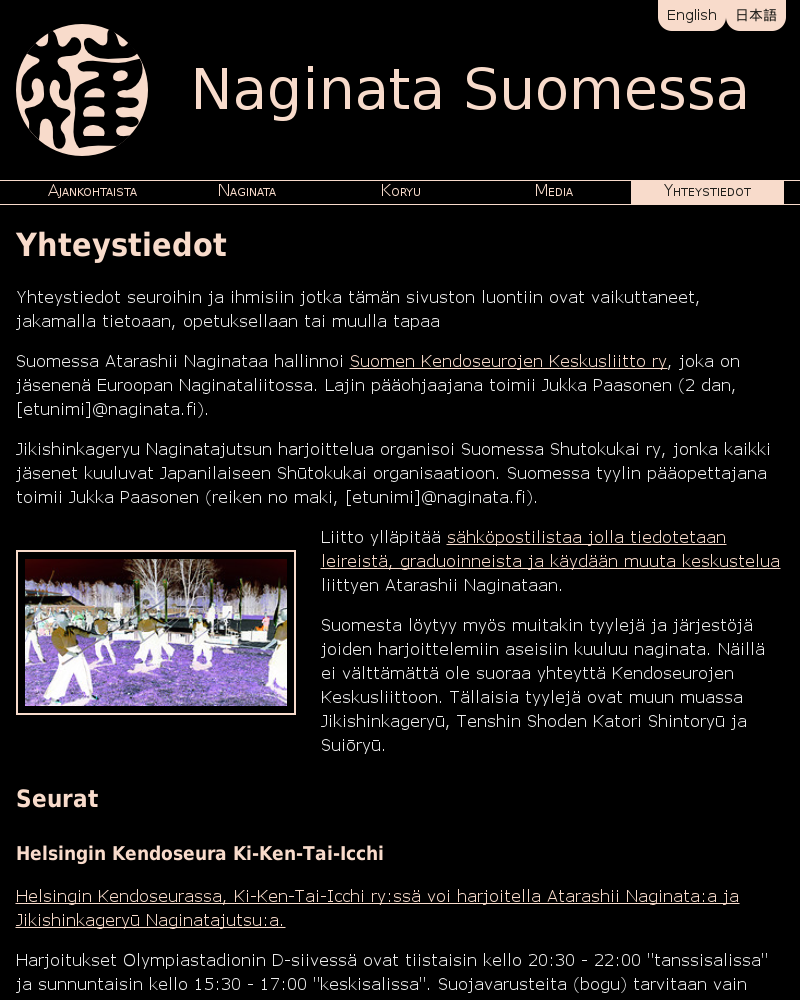 English 日本語
Naginata Suomessa
Ajankohtaista Naginata Koryu Media Yhteystiedot
Yhteystiedot
Yhteystiedot seuroihin ja ihmisiin jotka tämän sivuston luontiin ovat vaikuttaneet,
jakamalla tietoaan, opetuksellaan tai muulla tapaa
Suomessa Atarashii Naginataa hallinnoi Suomen Kendoseurojen Keskusliitto ry, joka on
jäsenenä Euroopan Naginataliitossa. Lajin pääohjaajana toimii Jukka Paasonen (2 dan,
[etunimi]@naginata.fi).
Jikishinkageryu Naginatajutsun harjoittelua organisoi Suomessa Shutokukai ry, jonka kaikki
jäsenet kuuluvat Japanilaiseen Shūtokukai organisaatioon. Suomessa tyylin pääopettajana
toimii Jukka Paasonen (reiken no maki, [etunimi]@naginata.fi).
Liitto ylläpitää sähköpostilistaa jolla tiedotetaan
leireistä, graduoinneista ja käydään muuta keskustelua
liittyen Atarashii Naginataan.
Suomesta löytyy myös muitakin tyylejä ja järjestöjä
joiden harjoittelemiin aseisiin kuuluu naginata. Näillä
ei välttämättä ole suoraa yhteyttä Kendoseurojen
Keskusliittoon. Tällaisia tyylejä ovat muun muassa
Jikishinkageryū, Tenshin Shoden Katori Shintoryū ja
Suiōryū.
Seurat
Helsingin Kendoseura Ki-Ken-Tai-Icchi
Helsingin Kendoseurassa, Ki-Ken-Tai-Icchi ry:ssä voi harjoitella Atarashii Naginata:a ja
Jikishinkageryū Naginatajutsu:a.
Harjoitukset Olympiastadionin D-siivessä ovat tiistaisin kello 20:30 - 22:00 "tanssisalissa"
ja sunnuntaisin kello 15:30 - 17:00 "keskisalissa". Suojavarusteita (bogu) tarvitaan vain